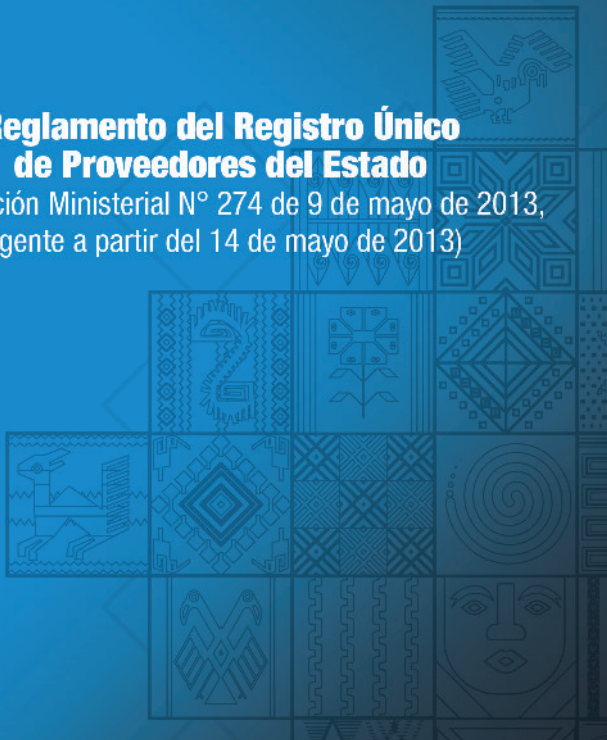 eglamento del Registro Único
de Proveedores del Estado
ción Ministerial N° 274 de 9 de mayo de 2013,
gente a partir del 14 de mayo de 2013)